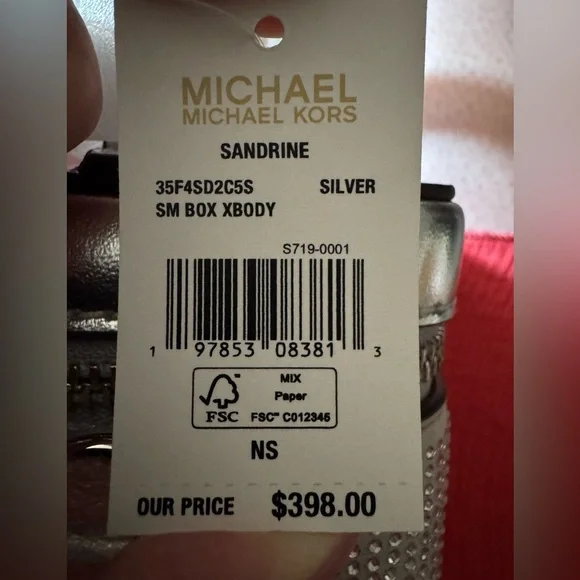 MICHAEL
MICHAEL KORS
SANDRINE
35F4SD2C5S SILVER
SM BOX XBODY
S719-0001
1 97853 08381 3
MIX
Paper
FSC FSC™ C012345
NS
OUR PRICE $398.00